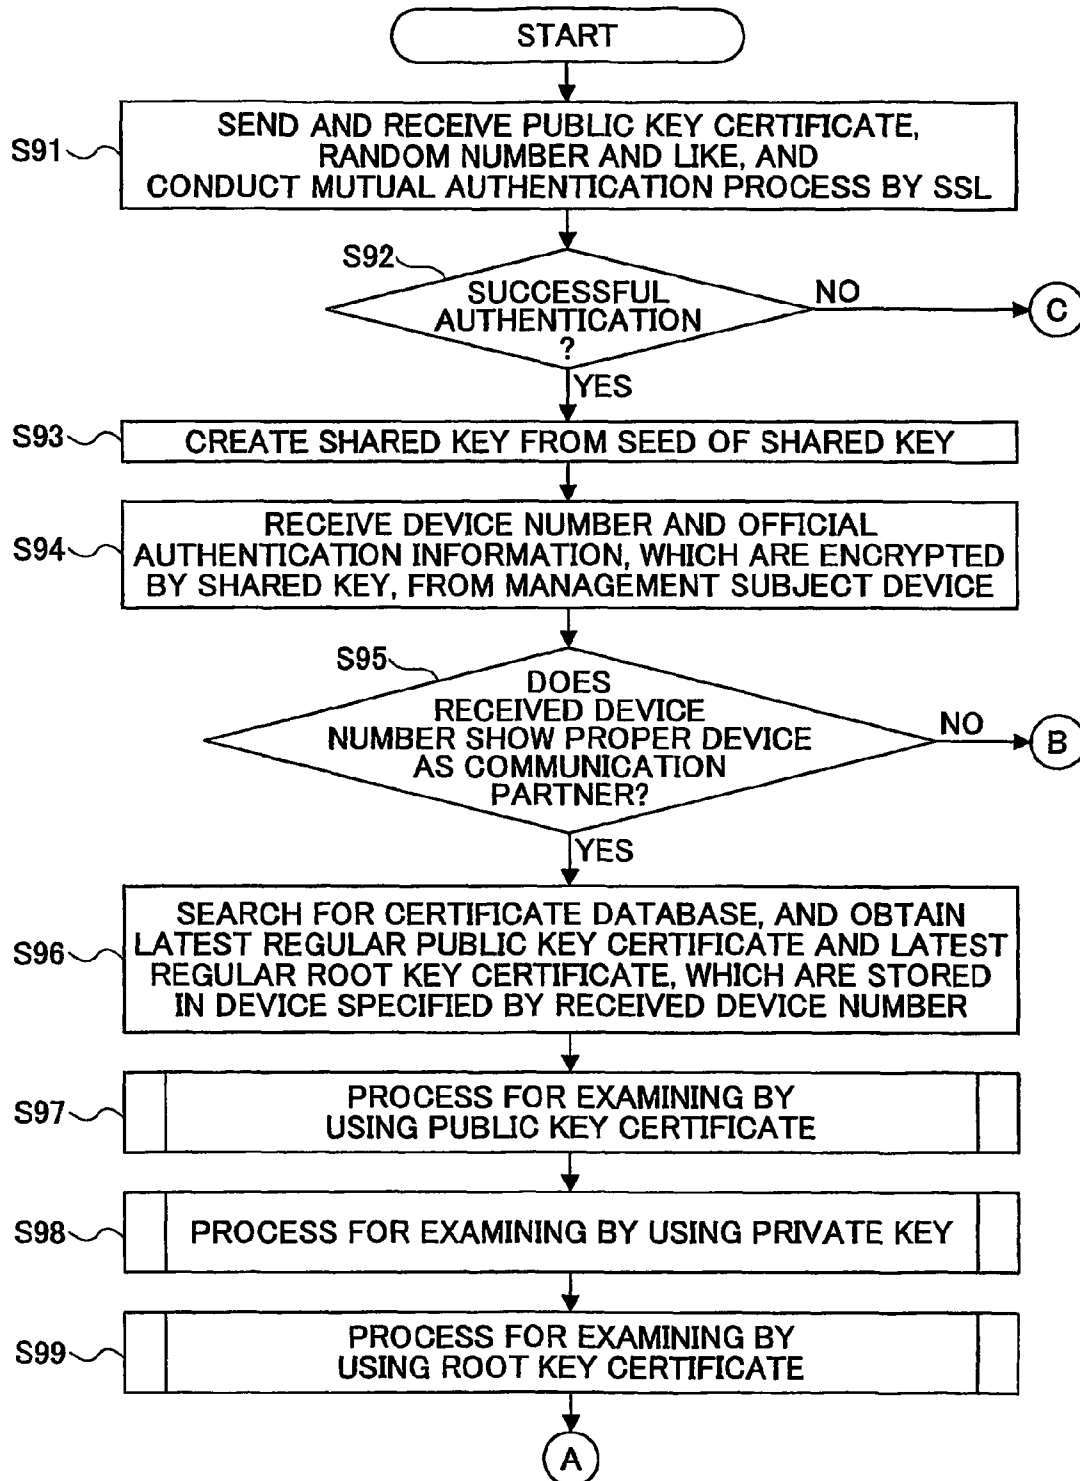 START
S91
SEND AND RECEIVE PUBLIC KEY CERTIFICATE,
RANDOM NUMBER AND LIKE, AND
CONDUCT MUTUAL AUTHENTICATION PROCESS BY SSL
S92
SUCCESSFUL
AUTHENTICATION
?
NO
C
YES
S93
CREATE SHARED KEY FROM SEED OF SHARED KEY
S94
RECEIVE DEVICE NUMBER AND OFFICIAL
AUTHENTICATION INFORMATION, WHICH ARE ENCRYPTED
BY SHARED KEY, FROM MANAGEMENT SUBJECT DEVICE
S95
DOES
RECEIVED DEVICE
NUMBER SHOW PROPER DEVICE
AS COMMUNICATION
PARTNER?
NO
B
YES
S96
SEARCH FOR CERTIFICATE DATABASE, AND OBTAIN
LATEST REGULAR PUBLIC KEY CERTIFICATE AND LATEST
REGULAR ROOT KEY CERTIFICATE, WHICH ARE STORED
IN DEVICE SPECIFIED BY RECEIVED DEVICE NUMBER
S97
PROCESS FOR EXAMINING BY
USING PUBLIC KEY CERTIFICATE
S98
PROCESS FOR EXAMINING BY USING PRIVATE KEY
S99
PROCESS FOR EXAMINING BY
USING ROOT KEY CERTIFICATE
A